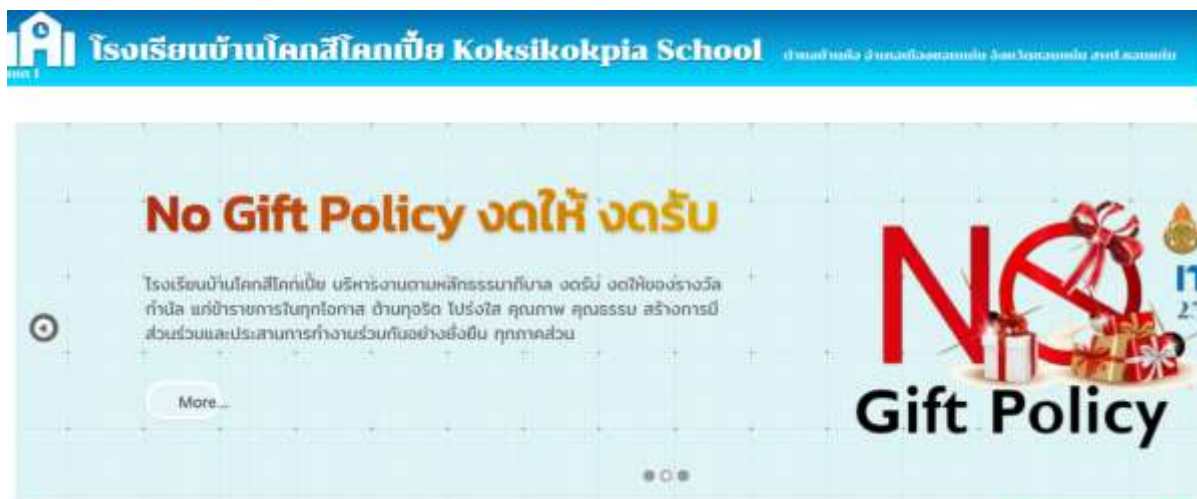 โรงเรียนบ้านโคกสีโคกเปี้ย Koksikokpia School
เขต 1
No Gift Policy งดให้ งดรับ
โรงเรียนบ้านโคกสีโคกเปี้ย บริหารงานตามหลักธรรมาภิบาล งดรับ งดให้ของรางวัล
กำนัล แก่ข้าราชการในทุกโอกาส ต้านทุจริต โปร่งใส คุณภาพ คุณธรรม สร้างการมี
ส่วนร่วมและประสานการทำงานร่วมกันอย่างยั่งยืน ทุกภาคส่วน
More...
NO
Gift Policy